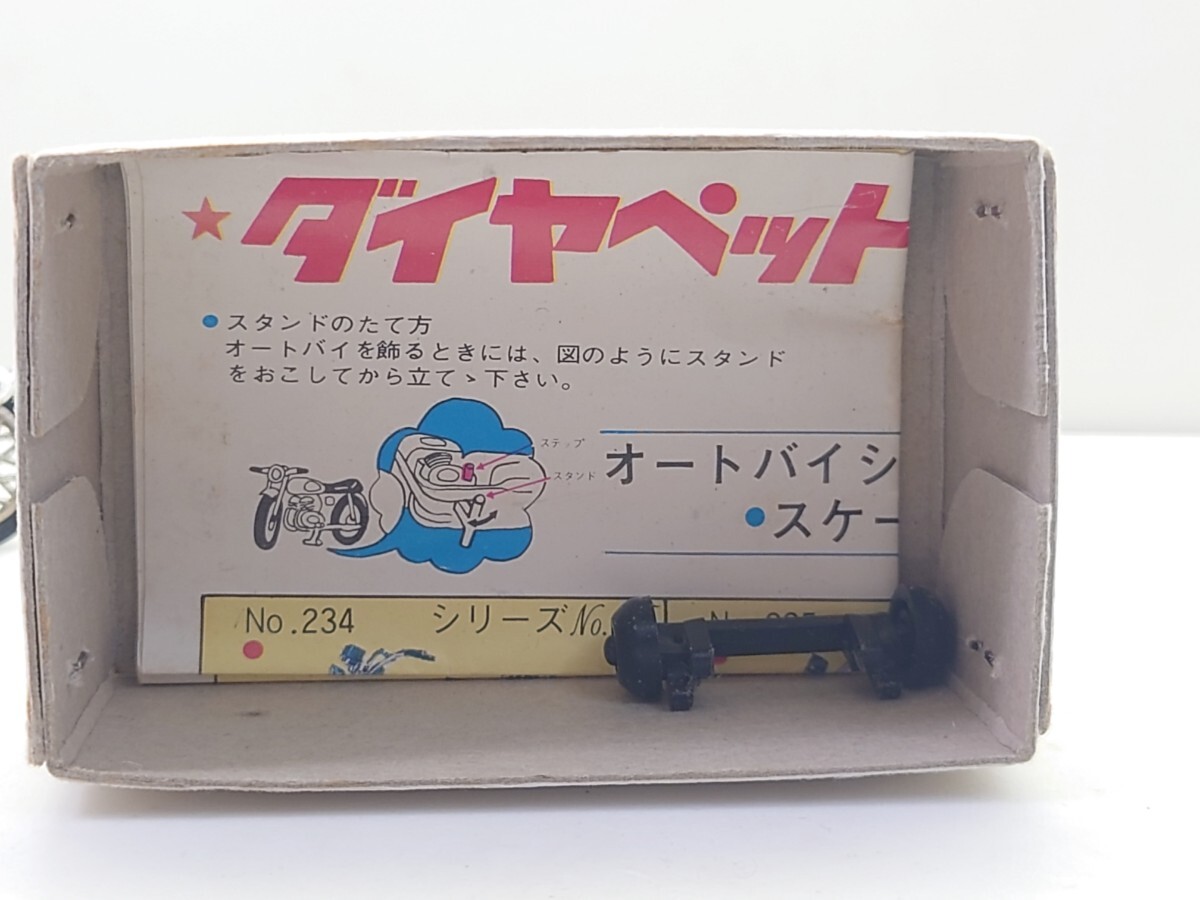 ★ダイヤペット
●スタンドのたて方
オートバイを飾るときには、図のようにスタンド
をおこしてから立てゝ下さい。
ステップ
スタンド
オートバイシ
●スケー
No.234 シリーズNo.